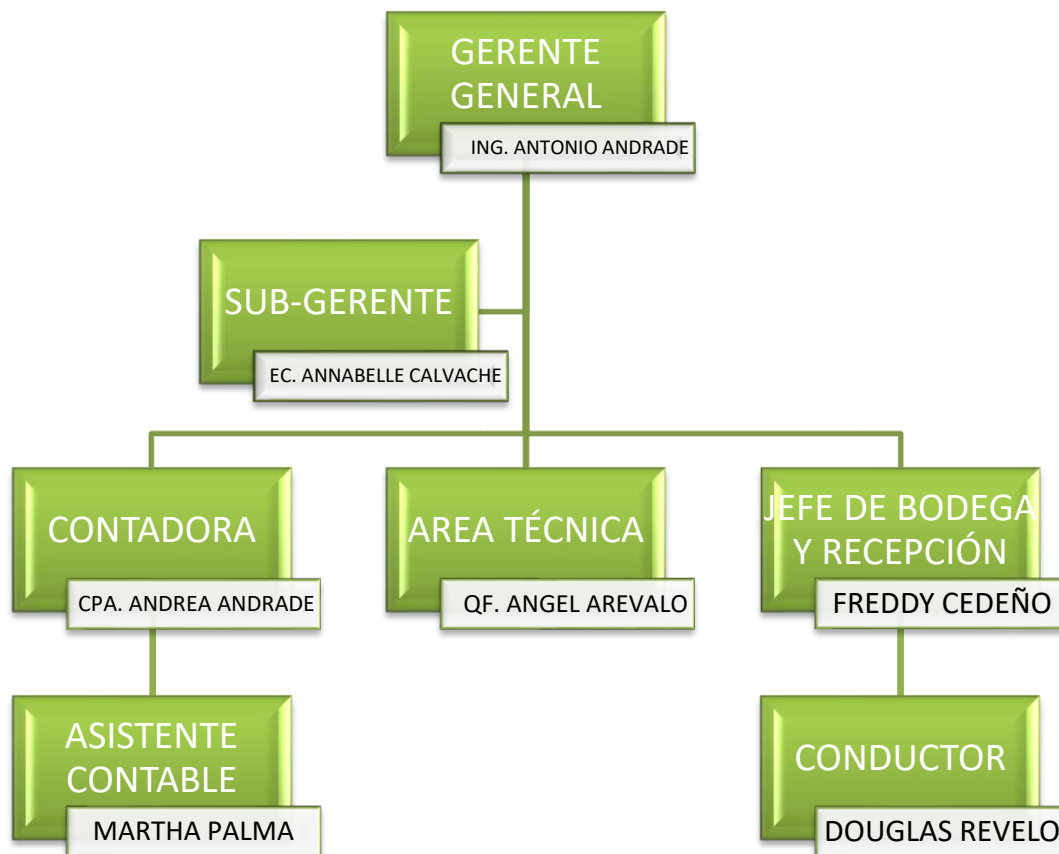 GERENTE
GENERAL
ING. ANTONIO ANDRADE
SUB-GERENTE
EC. ANNABELLE CALVACHE
CONTADORA
CPA. ANDREA ANDRADE
AREA TÉCNICA
QF. ANGEL AREVALO
JEFE DE BODEGA
Y RECEPCIÓN
FREDDY CEDEÑO
ASISTENTE
CONTABLE
MARTHA PALMA
CONDUCTOR
DOUGLAS REVELO